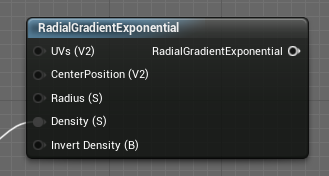 RadialGradientExponential
UVs (V2) RadialGradientExponential
CenterPosition (V2)
Radius (S)
Density (S)
Invert Density (B)